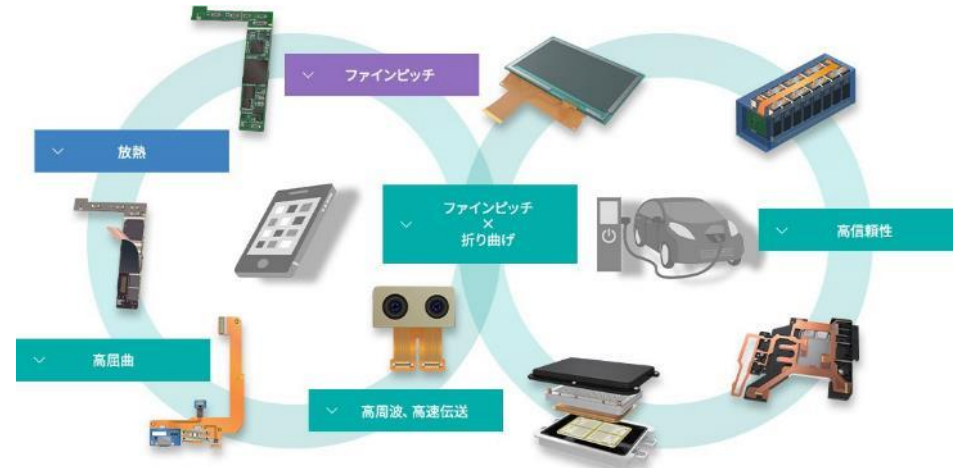 ファインピッチ
放熱
ファインピッチ
×
折り曲げ
高信頼性
高屈曲
高周波、高速伝送